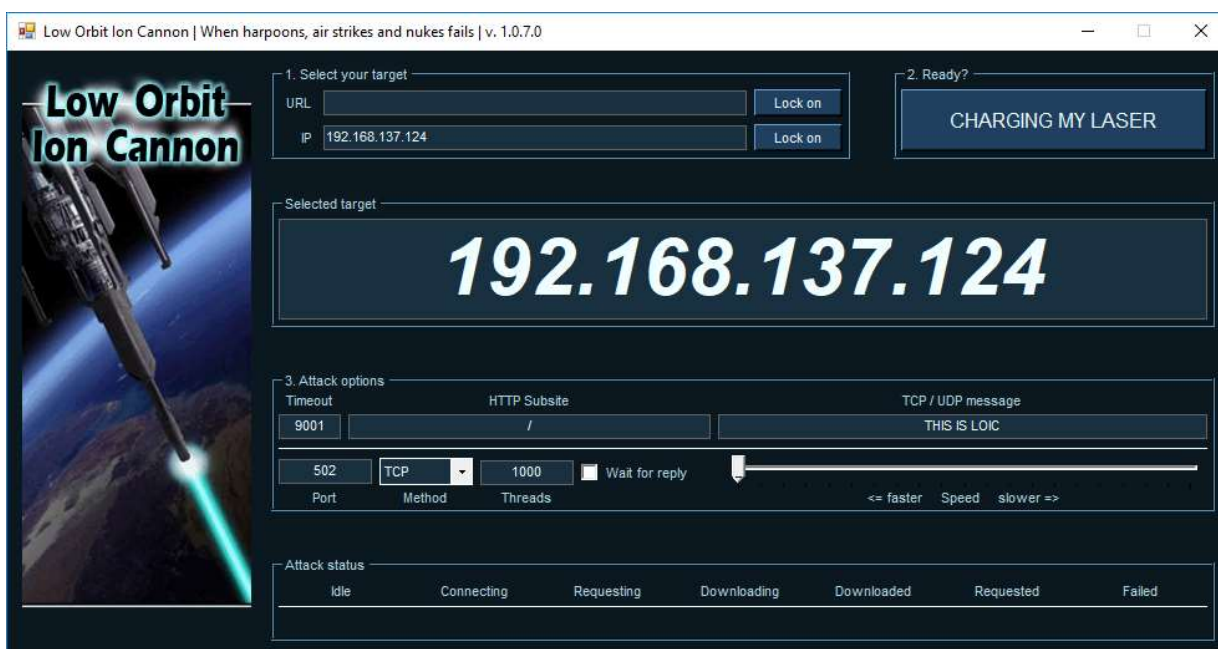 Low Orbit Ion Cannon | When harpoons, air strikes and nukes fails | v. 1.0.7.0
Low Orbit
Ion Cannon
1. Select your target
URL Lock on
IP 192.168.137.124 Lock on
2. Ready?
CHARGING MY LASER
Selected target
192.168.137.124
3. Attack options
Timeout HTTP Subsite TCP / UDP message
9001 / THIS IS LOIC
502 TCP 1000 Wait for reply
Port Method Threads <= faster Speed slower =>
Attack status
Idle Connecting Requesting Downloading Downloaded Requested Failed